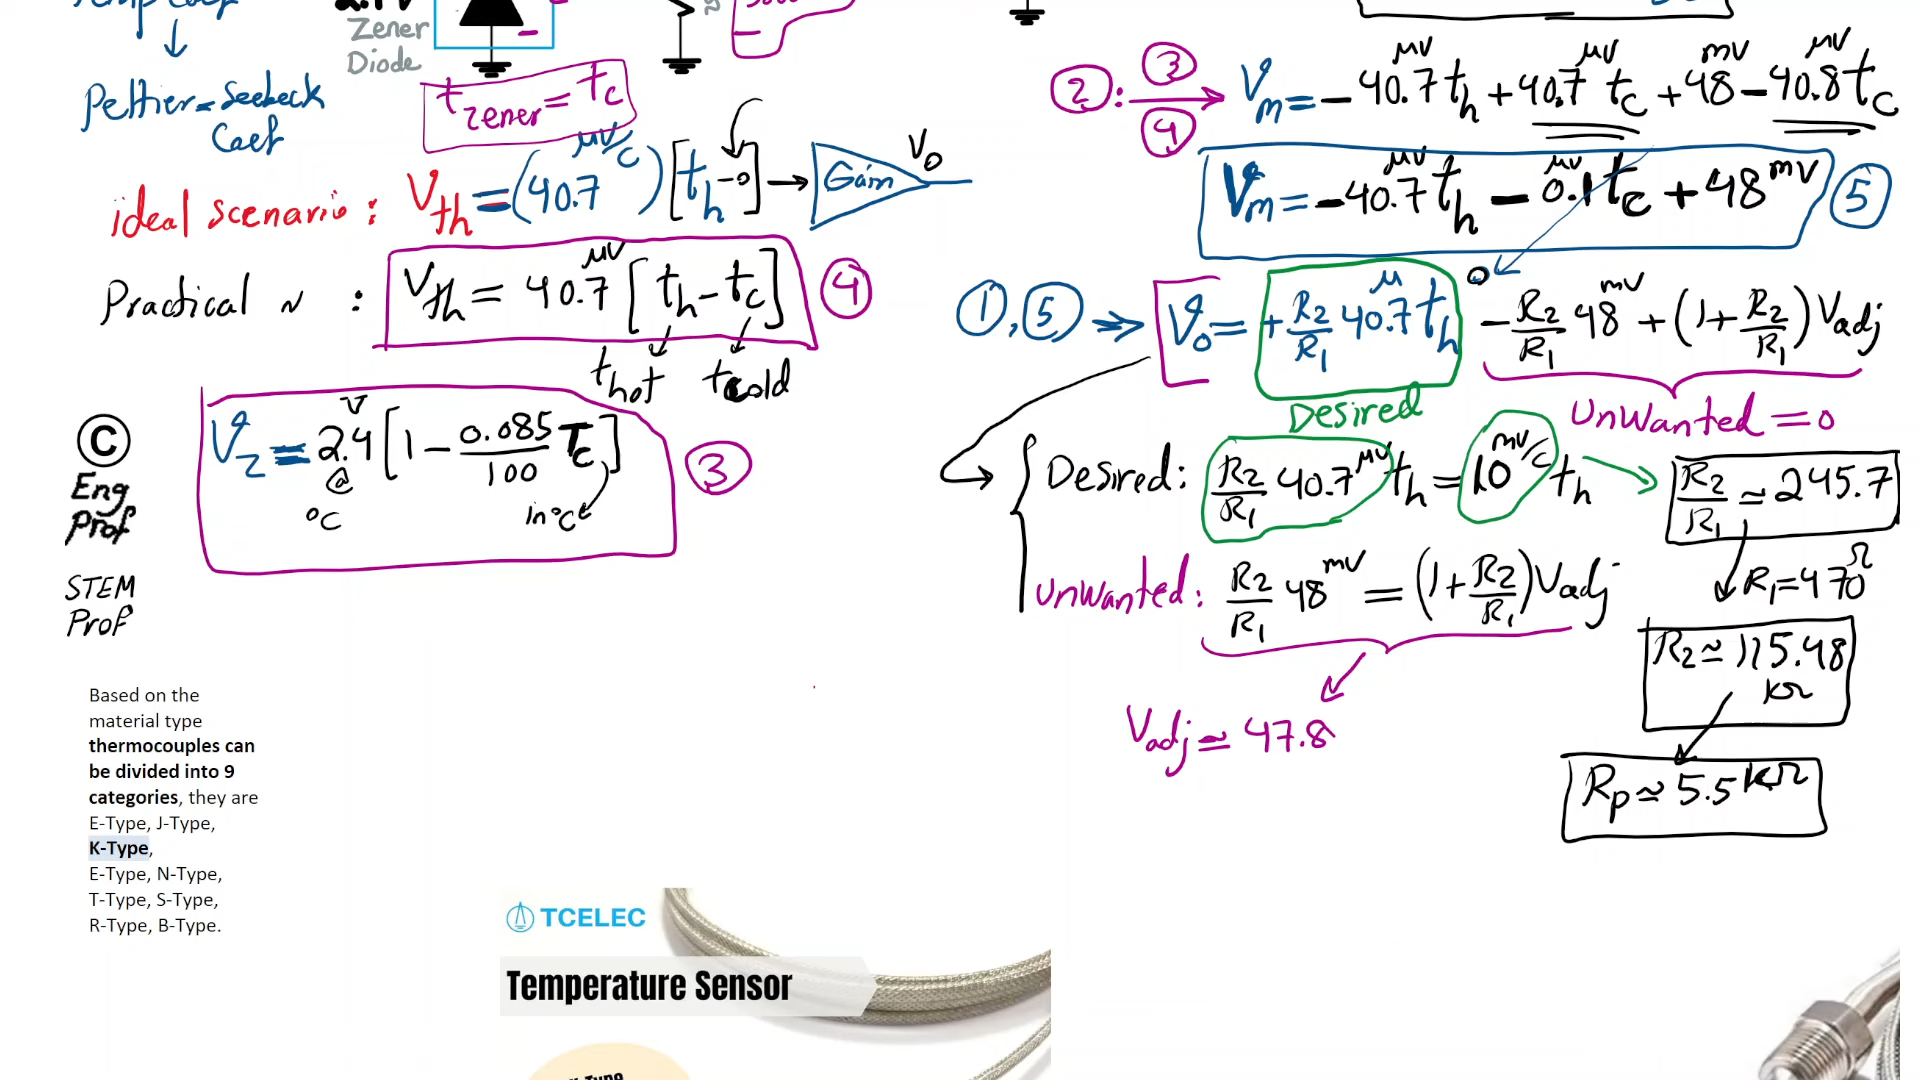 Zener
Diode
Peltier = Seebeck
Coef
t zener = tc
ideal scenario : Vth = (40.7 μV/C) [th-0] → Gain Vo
Practical ~ : Vth = 40.7 μV [th - tc] ④
thot tcold
Vz = 2.4 V [1 - 0.085/100 Tc] ③
@
°C
in °C
© 
Eng
Prof
STEM
Prof
Based on the
material type
thermocouples can
be divided into 9
categories, they are
E-Type, J-Type,
K-Type,
E-Type, N-Type,
T-Type, S-Type,
R-Type, B-Type.
②: ③ ④ → Vm = - 40.7 μV th + 40.7 μV tc + 48 mV - 40.8 μV tc
Vm = - 40.7 μV th - 0.1 μV tc + 48 mV ⑤
0
①, ⑤ ⇒ Vo = + R2/R1 40.7 μ th - R2/R1 48 mV + (1 + R2/R1) Vadj
Desired
UnWanted = 0
Desired: R2/R1 40.7 μV th = 10 mV/C th → R2/R1 ≃ 245.7
R1 = 470 Ω
UnWanted: R2/R1 48 mV = (1 + R2/R1) Vadj
R2 ≃ 115.48
kΩ
Vadj ≃ 47.8
Rp ≃ 5.5 kΩ
TCELEC
Temperature Sensor